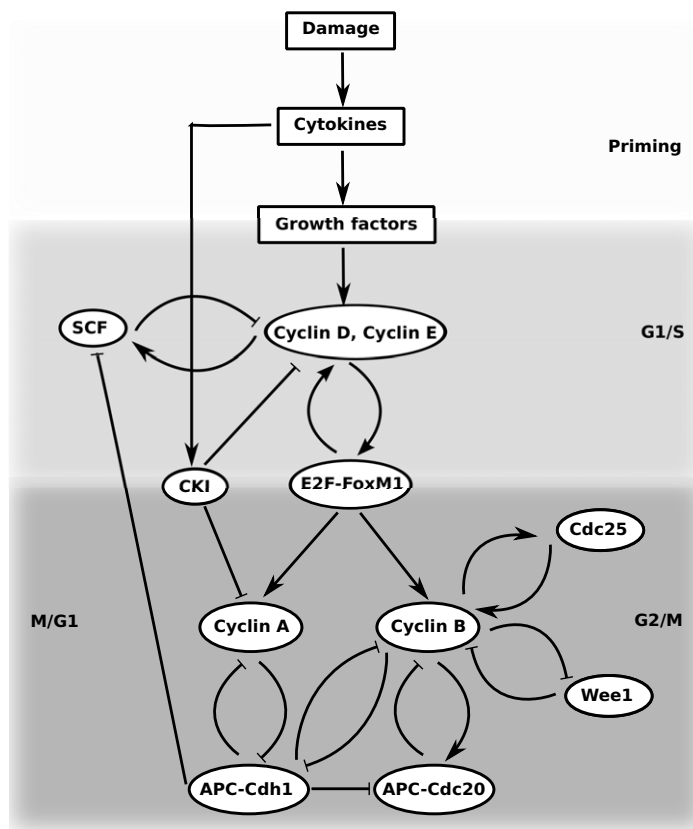 Damage
Cytokines
Priming
Growth factors
SCF
Cyclin D, Cyclin E
G1/S
CKI
E2F-FoxM1
Cdc25
M/G1
Cyclin A
Cyclin B
G2/M
Wee1
APC-Cdh1
APC-Cdc20